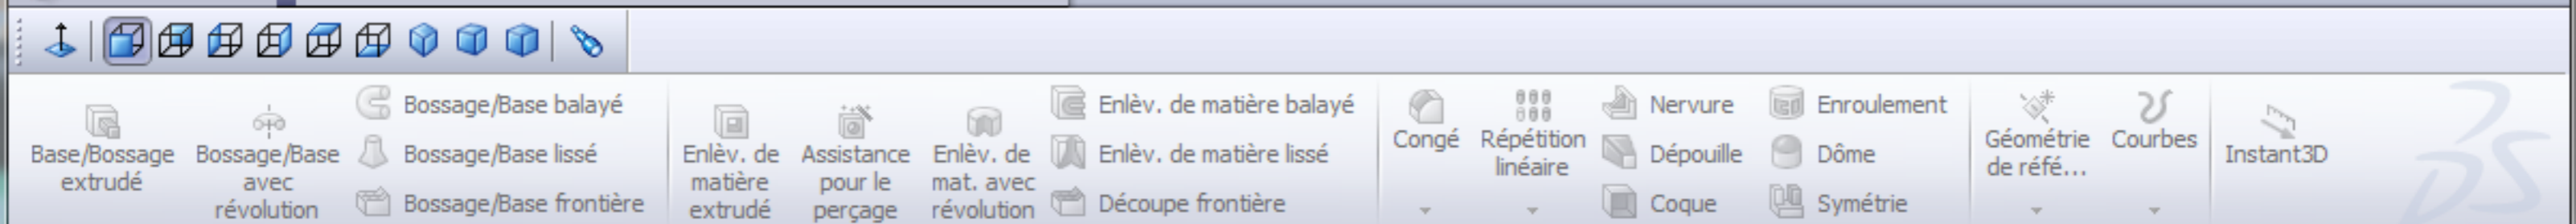 Base/Bossage
extrudé
Bossage/Base
avec
révolution
Bossage/Base balayé
Bossage/Base lissé
Bossage/Base frontière
Enlèv. de
matière
extrudé
Assistance
pour le
perçage
Enlèv. de
mat. avec
révolution
Enlèv. de matière balayé
Enlèv. de matière lissé
Découpe frontière
Congé
Répétition
linéaire
Nervure
Dépouille
Coque
Enroulement
Dôme
Symétrie
Géométrie
de réfé...
Courbes
Instant3D